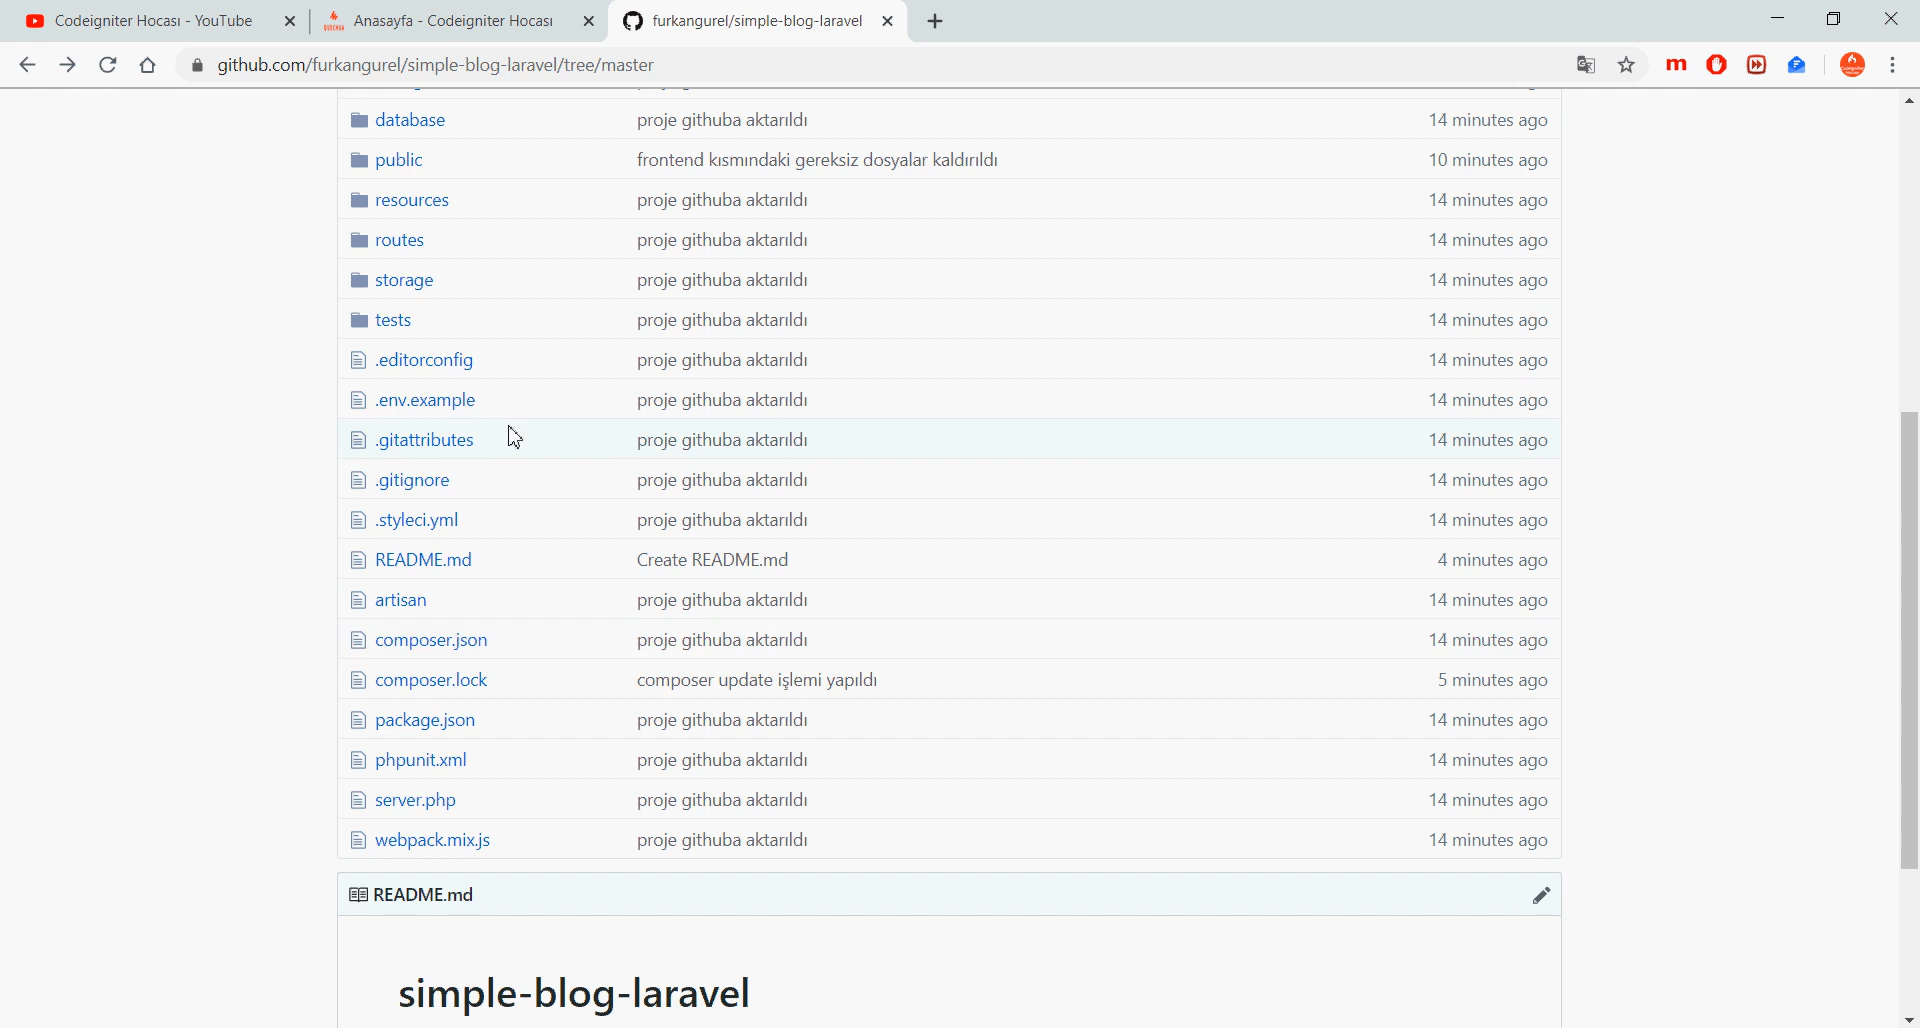 Codeigniter Hocası - YouTube
Anasayfa - Codeigniter Hocası
furkangurel/simple-blog-laravel
github.com/furkangurel/simple-blog-laravel/tree/master
database proje githuba aktarıldı 14 minutes ago
public frontend kısmındaki gereksiz dosyalar kaldırıldı 10 minutes ago
resources proje githuba aktarıldı 14 minutes ago
routes proje githuba aktarıldı 14 minutes ago
storage proje githuba aktarıldı 14 minutes ago
tests proje githuba aktarıldı 14 minutes ago
.editorconfig proje githuba aktarıldı 14 minutes ago
.env.example proje githuba aktarıldı 14 minutes ago
.gitattributes proje githuba aktarıldı 14 minutes ago
.gitignore proje githuba aktarıldı 14 minutes ago
.styleci.yml proje githuba aktarıldı 14 minutes ago
README.md Create README.md 4 minutes ago
artisan proje githuba aktarıldı 14 minutes ago
composer.json proje githuba aktarıldı 14 minutes ago
composer.lock composer update işlemi yapıldı 5 minutes ago
package.json proje githuba aktarıldı 14 minutes ago
phpunit.xml proje githuba aktarıldı 14 minutes ago
server.php proje githuba aktarıldı 14 minutes ago
webpack.mix.js proje githuba aktarıldı 14 minutes ago
README.md
simple-blog-laravel